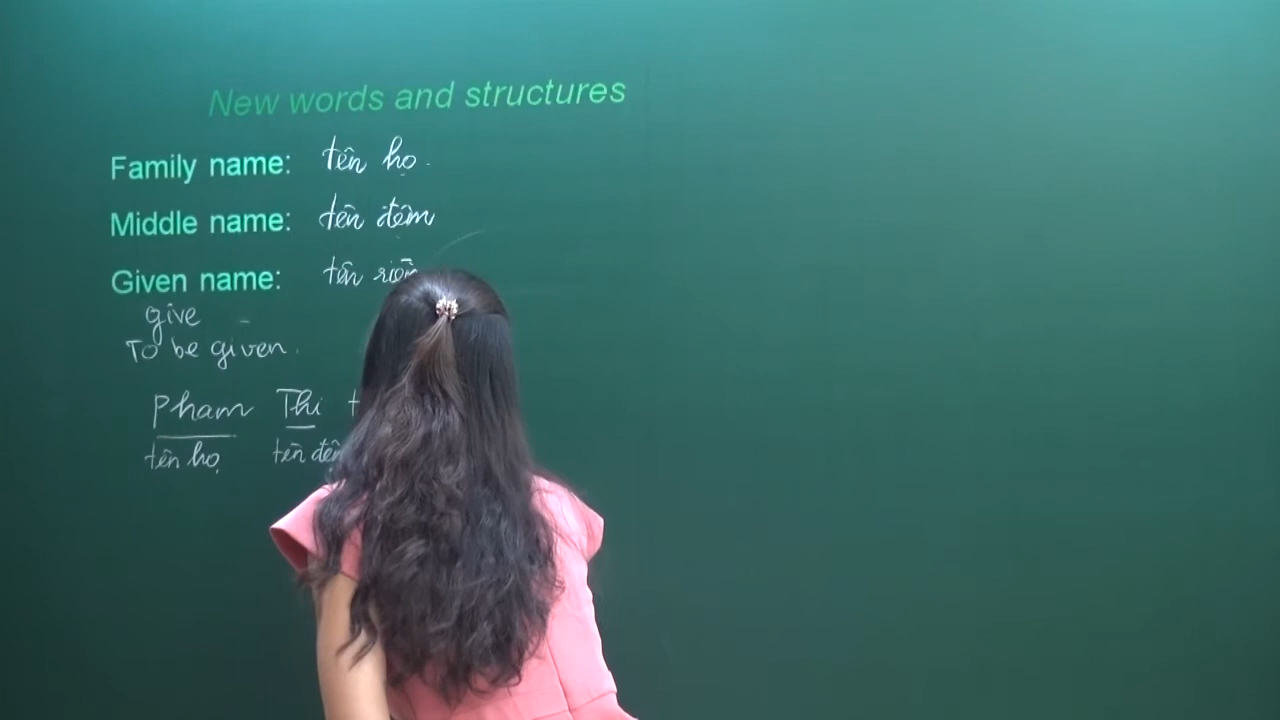 New words and structures
Family name: tên họ.
Middle name: tên đệm
Given name: tên
give
To be given.
Pham Thi
tên họ tên